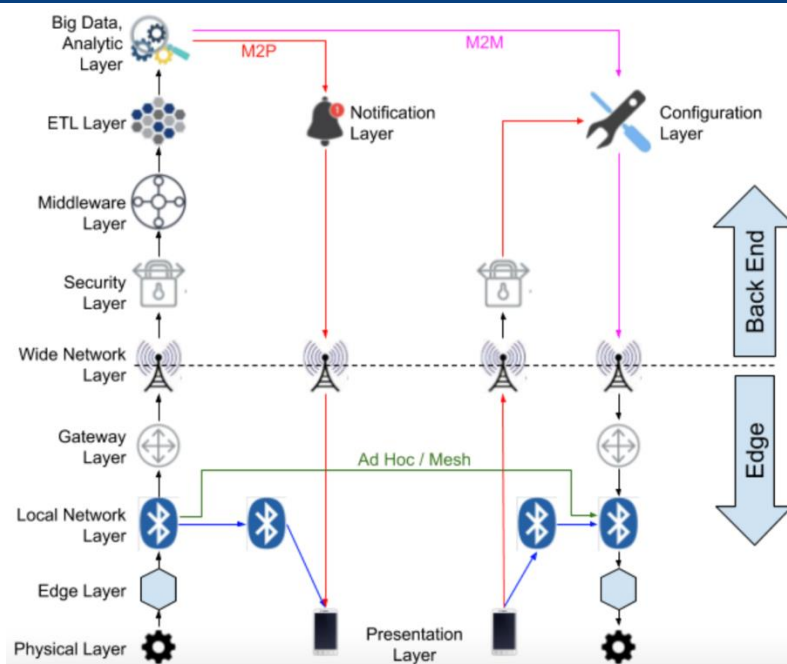 Big Data,
Analytic
Layer
M2P
M2M
ETL Layer
1
Notification
Layer
Configuration
Layer
Middleware
Layer
Security
Layer
Back End
Wide Network
Layer
Gateway
Layer
Ad Hoc / Mesh
Edge
Local Network
Layer
Edge Layer
Physical Layer
Presentation
Layer